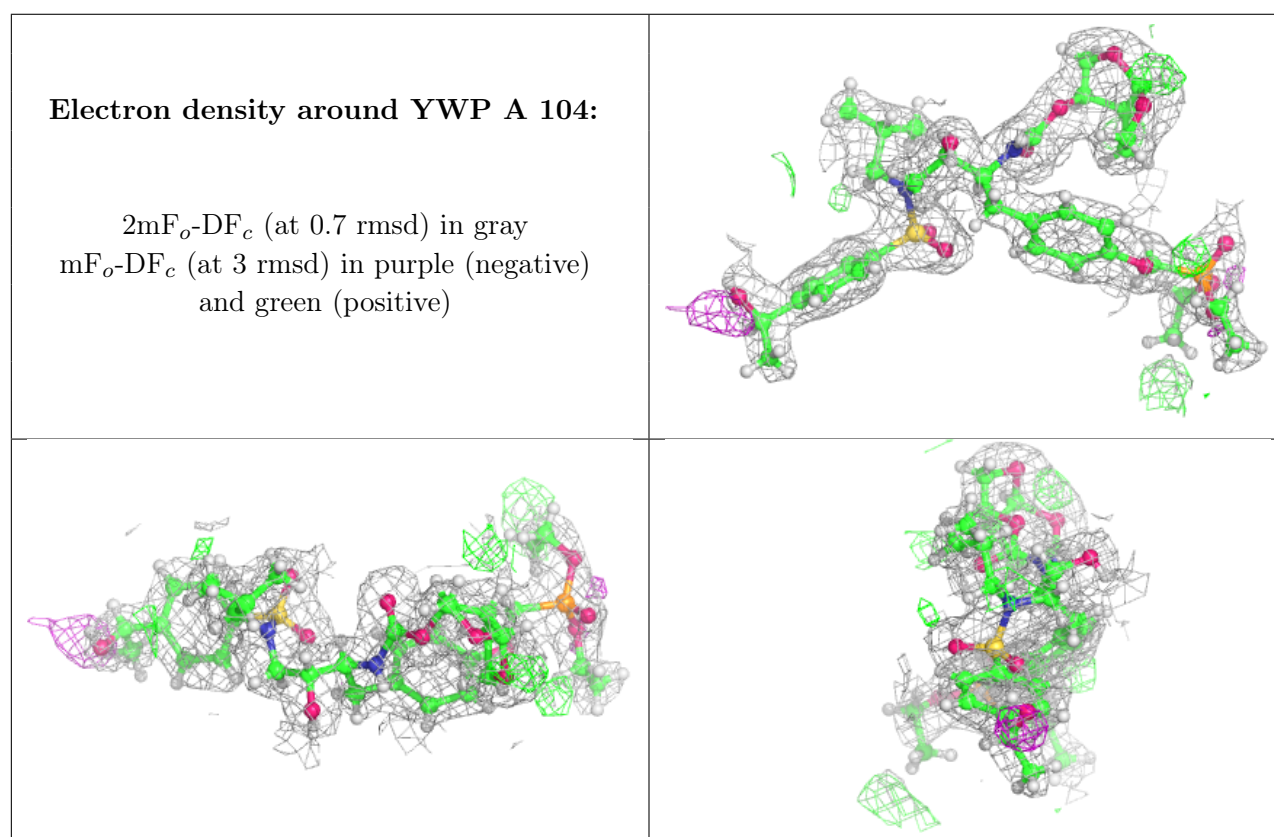 Electron density around YWP A 104:
2mFo-DFc (at 0.7 rmsd) in gray
mFo-DFc (at 3 rmsd) in purple (negative)
and green (positive)